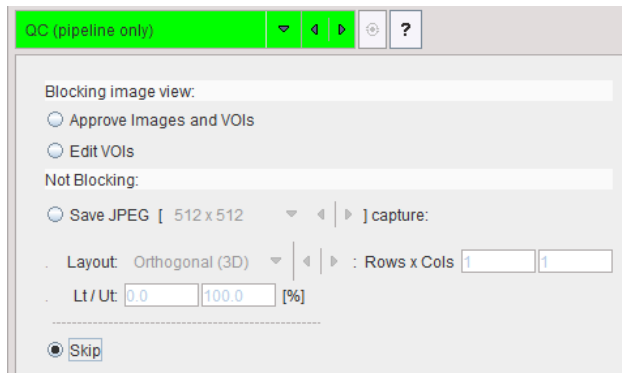 QC (pipeline only) ?
Blocking image view:
Approve Images and VOIs
Edit VOIs
Not Blocking:
Save JPEG [ 512 x 512 ] capture:
. Layout: Orthogonal (3D) : Rows x Cols 1 1
. Lt / Ut: 0.0 100.0 [%]
Skip